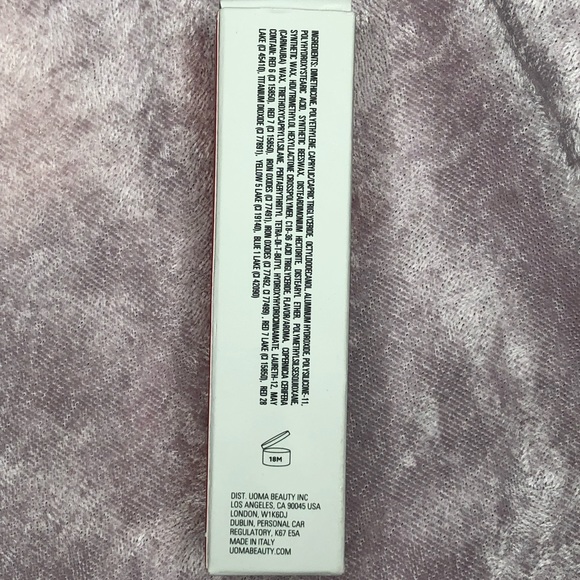 INGREDIENTS: DIMETHICONE, POLYETHYLENE, CAPRYLIC/CAPRIC TRIGLYCERIDE, OCTYLDODECANOL, ALUMINUM HYDROXIDE, POLYSILICONE-11,
POLYHYDROXYSTEARIC ACID, SYNTHETIC BEESWAX, DISTEARDIMONIUM HECTORITE, DISTEARYL ETHER, POLYMETHYLSILSESQUIOXANE,
SYNTHETIC WAX, HDI/TRIMETHYLOL HEXYLLACTONE CROSSPOLYMER, C18-36 ACID TRIGLYCERIDE, FLAVOR/AROMA, COPERNICIA CERIFERA
(CARNAUBA) WAX, TRIETHOXYCAPRYLYLSILANE, PENTAERYTHRITYL TETRA-DI-T-BUTYL HYDROXYHYDROCINNAMATE, LAURETH-12, MAY
CONTAIN: RED 6 (CI 15850), RED 7 (CI 15850), IRON OXIDES (CI 77491), IRON OXIDES (CI 77492, CI 77499), RED 7 LAKE (CI 15850), RED 28
LAKE (CI 45410), TITANIUM DIOXIDE (CI 77891), YELLOW 5 LAKE (CI 19140), BLUE 1 LAKE (CI 42090)
18M
DIST. UOMA BEAUTY INC
LOS ANGELES, CA 90045 USA
LONDON, W1K6DJ
DUBLIN, PERSONAL CAR
REGULATORY, K67 E5A
MADE IN ITALY
UOMABEAUTY.COM